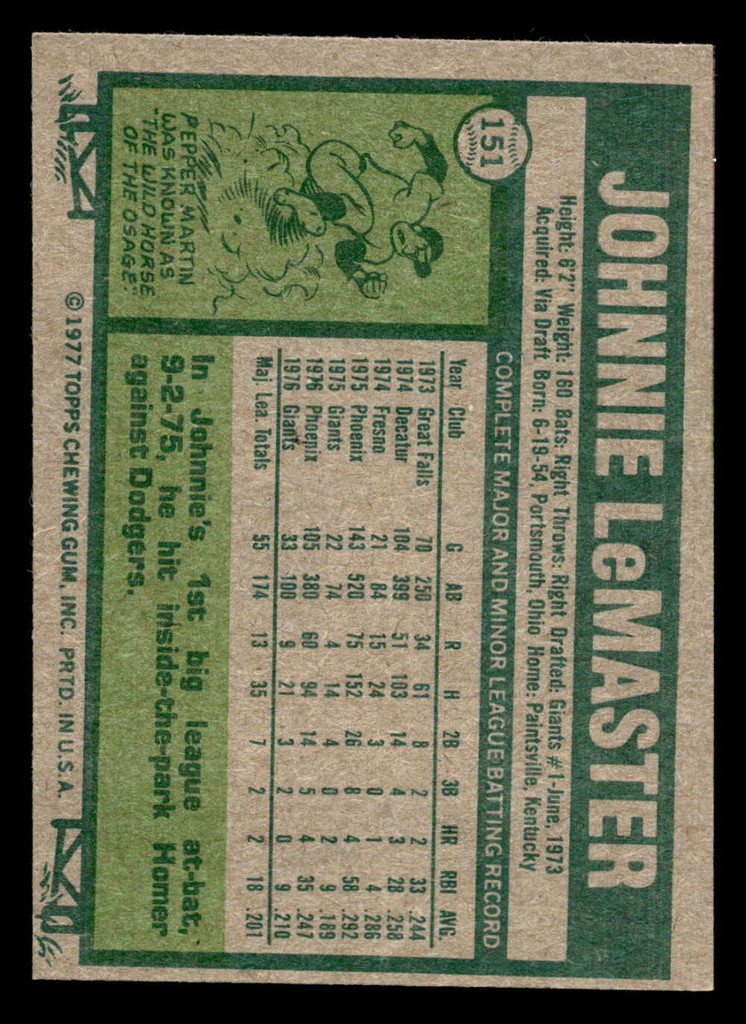 151
JOHNNIE LeMASTER
Height: 6'2" Weight: 160 Bats: Right Throws: Right Drafted: Giants #1-June, 1973
Acquired: Via Draft Born: 6-19-54, Portsmouth, Ohio Home: Paintsville, Kentucky
COMPLETE MAJOR AND MINOR LEAGUE BATTING RECORD
Year Club G AB R H 2B 3B HR RBI AVG.
1973 Great Falls 70 250 34 61 8 2 2 33 .244
1974 Decatur 104 399 51 103 14 4 3 28 .258
1974 Fresno 21 84 15 24 3 0 1 4 .286
1975 Phoenix 143 520 75 152 26 8 4 58 .292
1975 Giants 22 74 4 14 4 0 2 9 .189
1976 Phoenix 105 380 60 94 14 5 4 35 .247
1976 Giants 33 100 9 21 3 2 0 9 .210
Maj. Lea. Totals 55 174 13 35 7 2 2 18 .201
PEPPER MARTIN
WAS KNOWN AS
"THE WILD HORSE
OF THE OSAGE".
In Johnnie's 1st big league at-bat,
9-2-75, he hit inside-the-park Homer
against Dodgers.
© 1977 TOPPS CHEWING GUM, INC. PRTD. IN U.S.A.